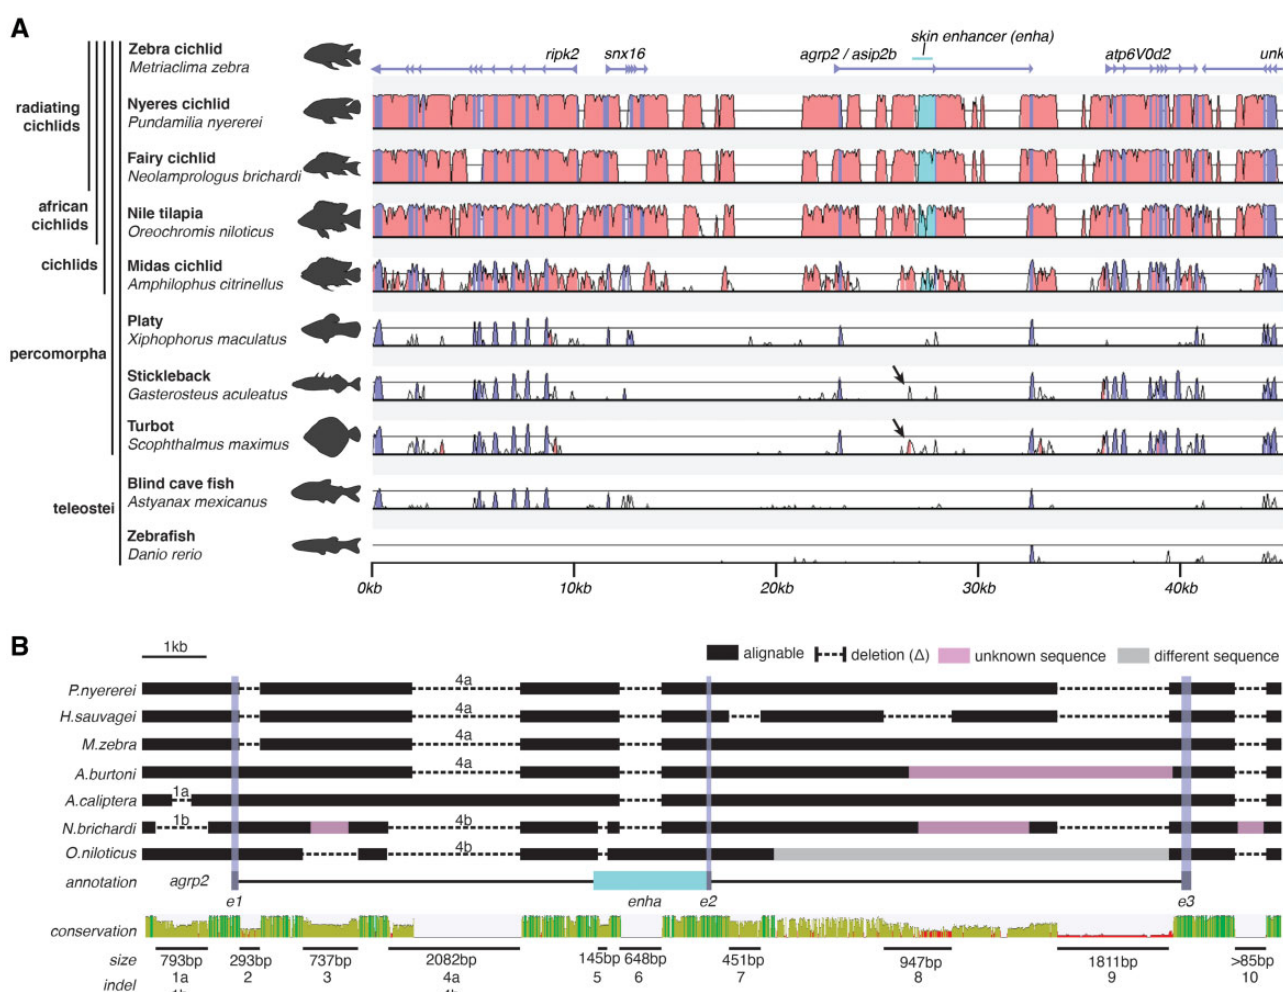 A
Zebra cichlid
Metriaclima zebra
ripk2
snx16
agrp2 / asip2b
skin enhancer (enha)
atp6V0d2
unk
radiating
cichlids
Nyeres cichlid
Pundamilia nyererei
Fairy cichlid
Neolamprologus brichardi
african
cichlids
Nile tilapia
Oreochromis niloticus
cichlids
Midas cichlid
Amphilophus citrinellus
Platy
Xiphophorus maculatus
percomorpha
Stickleback
Gasterosteus aculeatus
Turbot
Scophthalmus maximus
teleostei
Blind cave fish
Astyanax mexicanus
Zebrafish
Danio rerio
0kb 10kb 20kb 30kb 40kb
B
1kb
alignable deletion (Δ) unknown sequence different sequence
P.nyererei 4a
H.sauvagei 4a
M.zebra 4a
A.burtoni 4a
A.caliptera 1a
N.brichardi 1b 4b
O.niloticus 4b
annotation agrp2
e1 enha e2 e3
conservation
size 793bp 293bp 737bp 2082bp 145bp 648bp 451bp 947bp 1811bp >85bp
indel 1a 2 3 4a 5 6 7 8 9 10